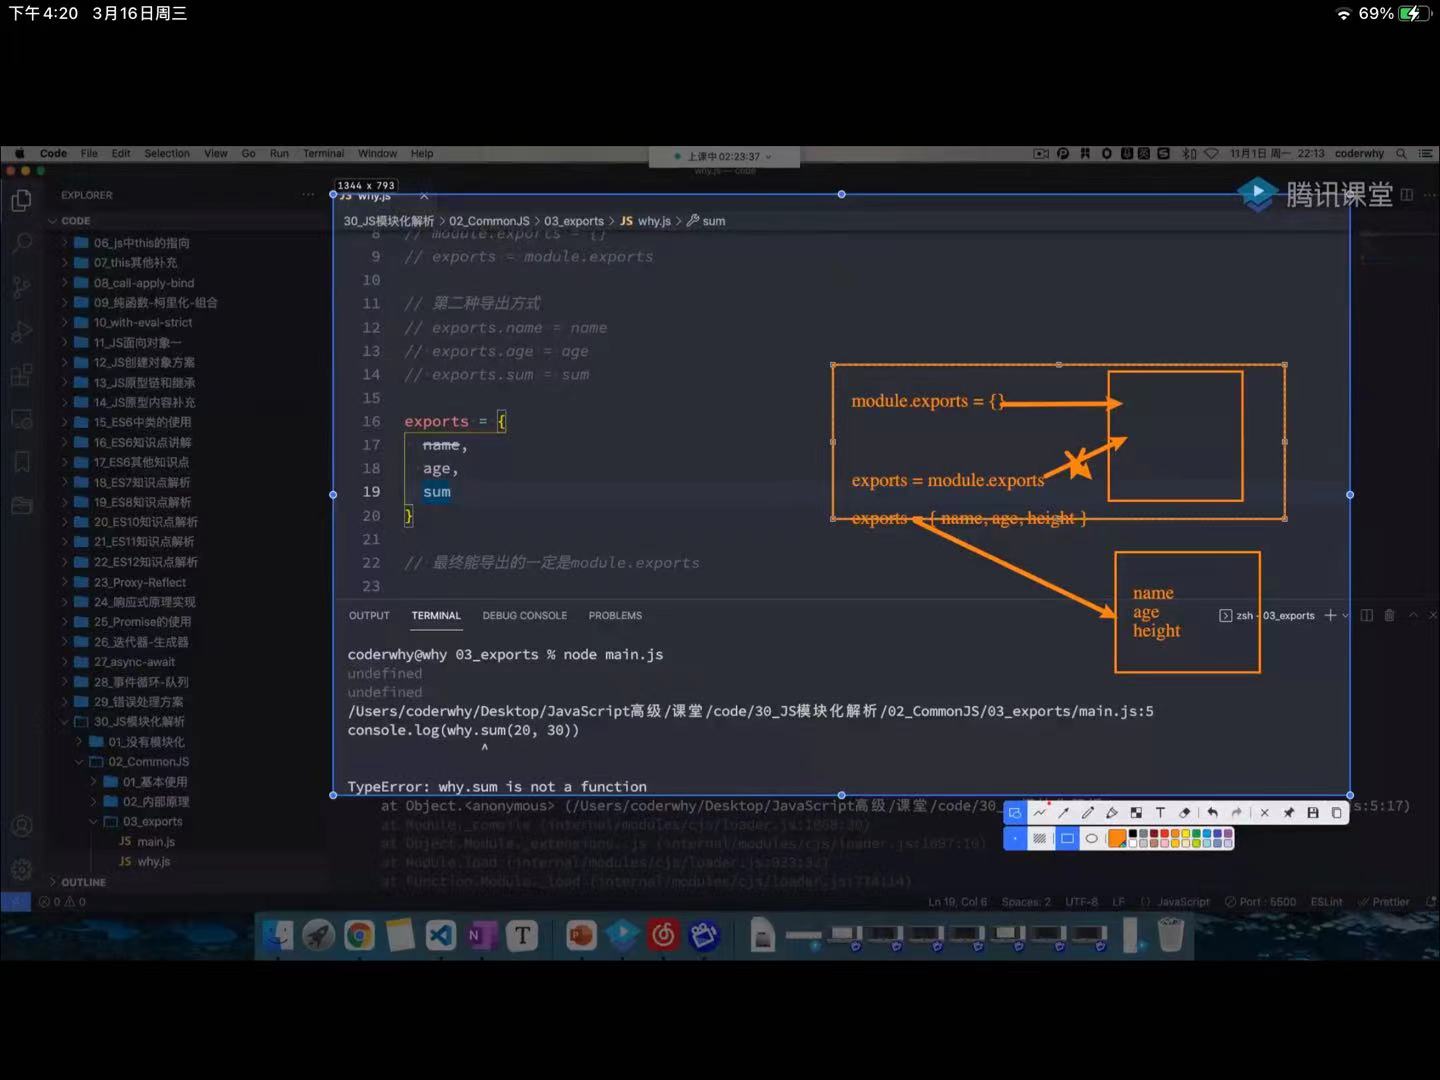 下午4:20 3月16日周三
69%
Code File Edit Selection View Go Run Terminal Window Help
上课中 02:23:37
11月1日 周一 22:13 coderwhy
why.js — code
腾讯课堂
EXPLORER
CODE
06_js中this的指向
07_this其他补充
08_call-apply-bind
09_纯函数-柯里化-组合
10_with-eval-strict
11_JS面向对象一
12_JS创建对象方案
13_JS原型链和继承
14_JS原型内容补充
15_ES6中类的使用
16_ES6知识点讲解
17_ES6其他知识点
18_ES7知识点解析
19_ES8知识点解析
20_ES10知识点解析
21_ES11知识点解析
22_ES12知识点解析
23_Proxy-Reflect
24_响应式原理实现
25_Promise的使用
26_迭代器-生成器
27_async-await
28_事件循环-队列
29_错误处理方案
30_JS模块化解析
01_没有模块化
02_CommonJS
01_基本使用
02_内部原理
03_exports
JS main.js
JS why.js
OUTLINE
1344 x 793
JS why.js
30_JS模块化解析 > 02_CommonJS > 03_exports > JS why.js > sum
8 // module.exports = {}
9 // exports = module.exports
10
11 // 第二种导出方式
12 // exports.name = name
13 // exports.age = age
14 // exports.sum = sum
15
16 exports = {
17 name,
18 age,
19 sum
20 }
21
22 // 最终能导出的一定是module.exports
23
module.exports = {}
exports = module.exports
exports = { name, age, height }
name
age
height
OUTPUT TERMINAL DEBUG CONSOLE PROBLEMS
zsh - 03_exports
coderwhy@why 03_exports % node main.js
undefined
undefined
/Users/coderwhy/Desktop/JavaScript高级/课堂/code/30_JS模块化解析/02_CommonJS/03_exports/main.js:5
console.log(why.sum(20, 30))
^
TypeError: why.sum is not a function
at Object.<anonymous> (/Users/coderwhy/Desktop/JavaScript高级/课堂/code/30_
s:5:17)
at Module._compile (internal/modules/cjs/loader.js:1068:30)
at Object.Module._extensions..js (internal/modules/cjs/loader.js:1097:10)
at Module.load (internal/modules/cjs/loader.js:933:32)
at Function.Module._load (internal/modules/cjs/loader.js:774:14)
0 0
Ln 19, Col 6 Spaces: 2 UTF-8 LF {} JavaScript Port : 5500 ESLint Prettier